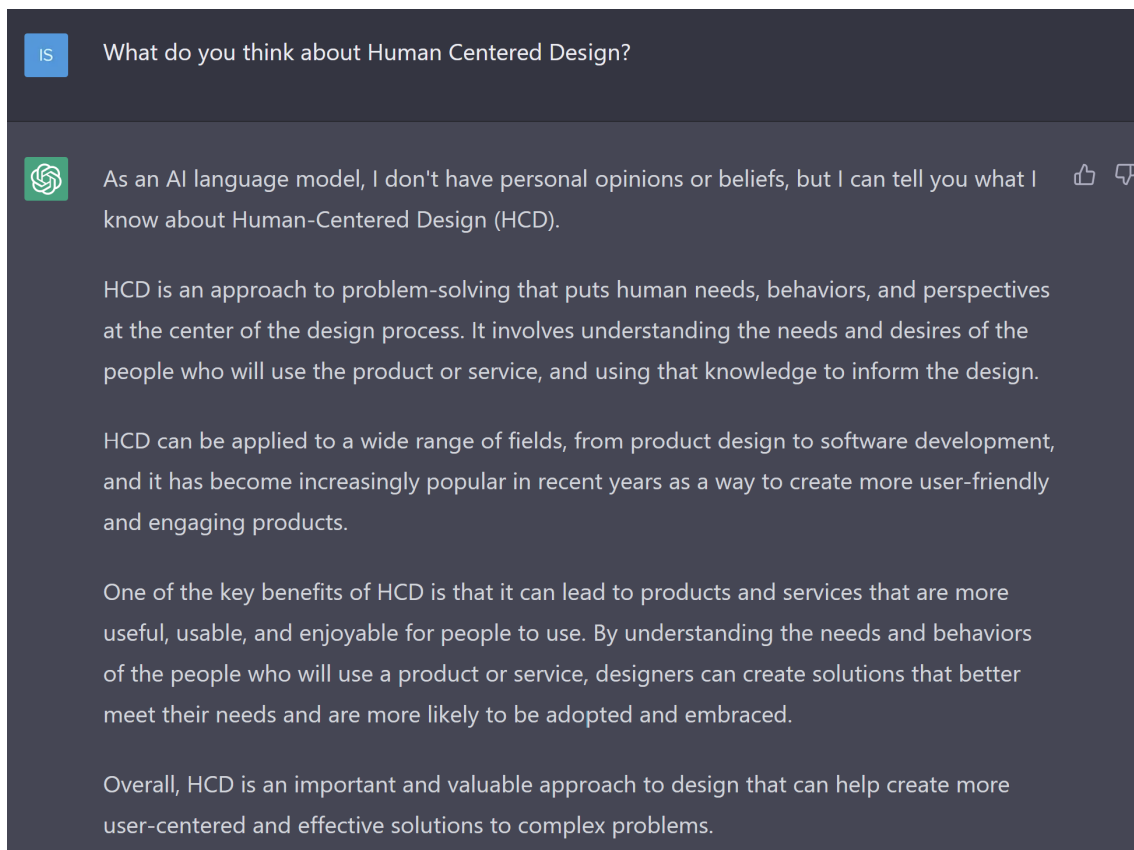 IS
What do you think about Human Centered Design?
As an AI language model, I don't have personal opinions or beliefs, but I can tell you what I
know about Human-Centered Design (HCD).
HCD is an approach to problem-solving that puts human needs, behaviors, and perspectives
at the center of the design process. It involves understanding the needs and desires of the
people who will use the product or service, and using that knowledge to inform the design.
HCD can be applied to a wide range of fields, from product design to software development,
and it has become increasingly popular in recent years as a way to create more user-friendly
and engaging products.
One of the key benefits of HCD is that it can lead to products and services that are more
useful, usable, and enjoyable for people to use. By understanding the needs and behaviors
of the people who will use a product or service, designers can create solutions that better
meet their needs and are more likely to be adopted and embraced.
Overall, HCD is an important and valuable approach to design that can help create more
user-centered and effective solutions to complex problems.